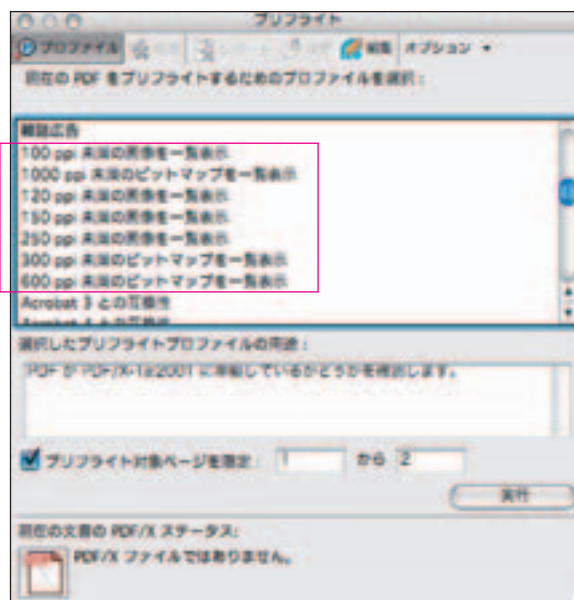 プリフライト
プロファイル 編集 オプション
現在の PDF をプリフライトするためのプロファイルを選択:
雑誌広告
100 ppi 未満の画像を一覧表示
1000 ppi 未満のビットマップを一覧表示
120 ppi 未満の画像を一覧表示
150 ppi 未満の画像を一覧表示
250 ppi 未満の画像を一覧表示
300 ppi 未満のビットマップを一覧表示
600 ppi 未満のビットマップを一覧表示
Acrobat 3 との互換性
選択したプリフライトプロファイルの用途:
PDF が PDF/X-1a:2001 に準拠しているかどうかを確認します。
プリフライト対象ページを限定: 1 から 2
実行
現在の文書の PDF/X ステータス:
PDF/X ファイルではありません。